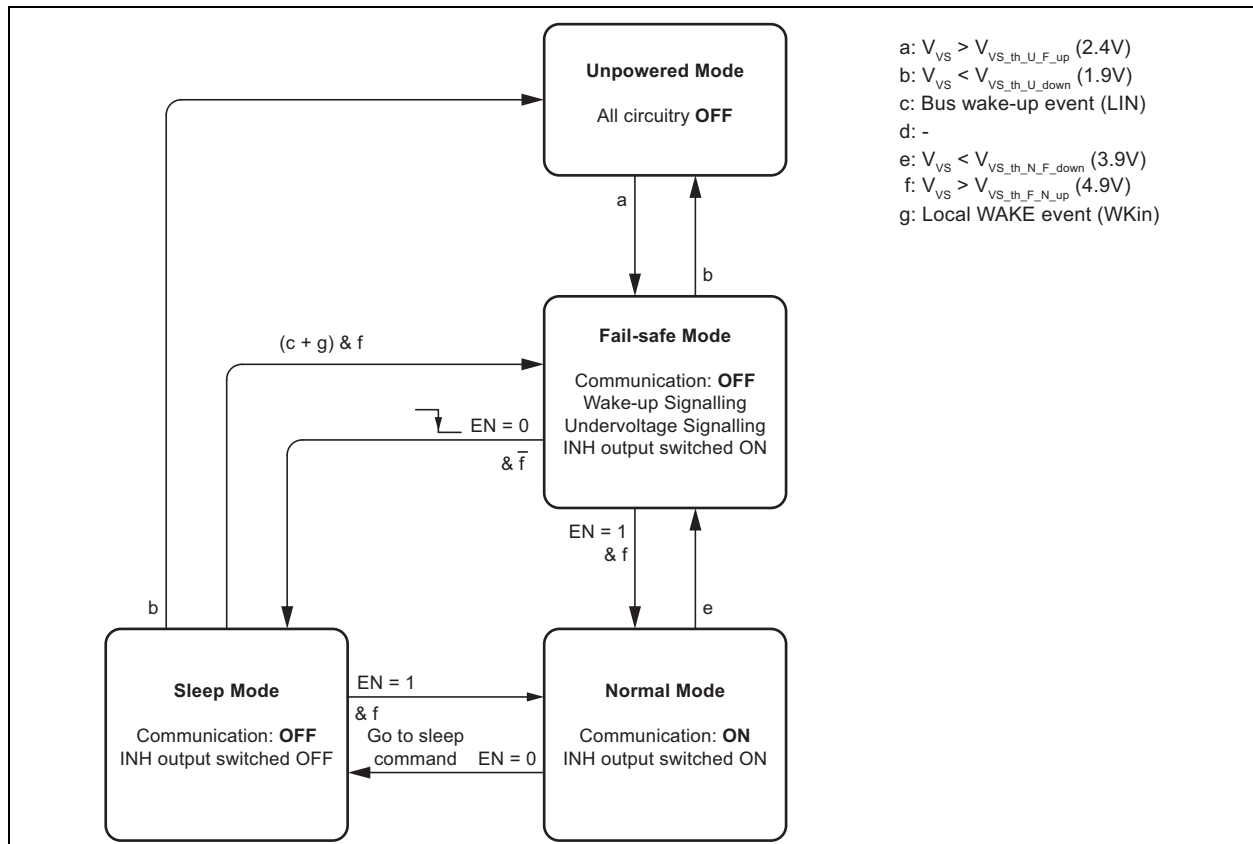 Unpowered Mode
All circuitry OFF
a: V_VS > V_VS_th_U_F_up (2.4V)
b: V_VS < V_VS_th_U_down (1.9V)
c: Bus wake-up event (LIN)
d: -
e: V_VS < V_VS_th_N_F_down (3.9V)
f: V_VS > V_VS_th_F_N_up (4.9V)
g: Local WAKE event (WKin)
a
b
Fail-safe Mode
Communication: OFF
Wake-up Signalling
Undervoltage Signalling
INH output switched ON
(c + g) & f
EN = 0
& f̅
EN = 1
& f
b
e
Sleep Mode
Communication: OFF
INH output switched OFF
EN = 1
& f
Go to sleep
command
EN = 0
Normal Mode
Communication: ON
INH output switched ON